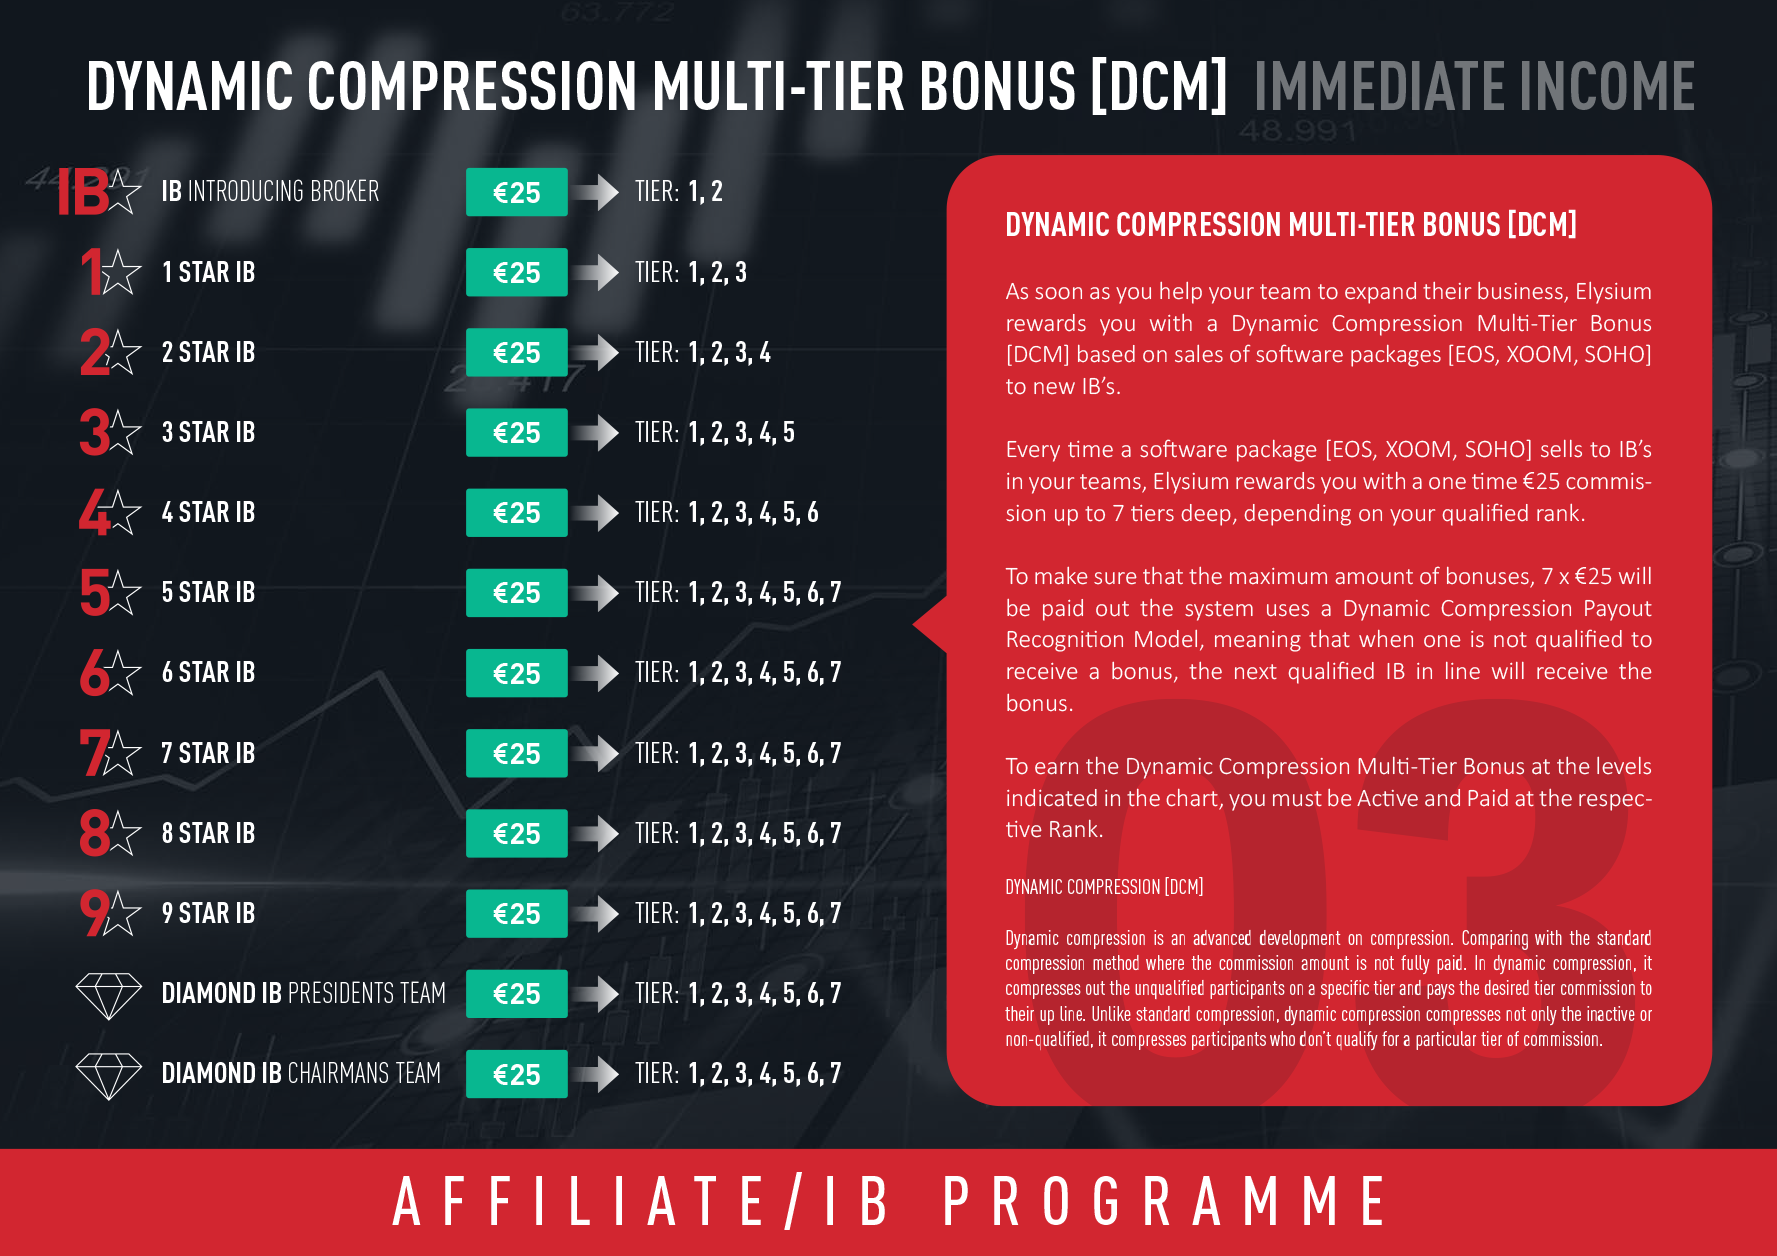 63.772
DYNAMIC COMPRESSION MULTI-TIER BONUS [DCM] IMMEDIATE INCOME
48.991
IB IB INTRODUCING BROKER €25 TIER: 1, 2
1 1 STAR IB €25 TIER: 1, 2, 3
2 2 STAR IB €25 TIER: 1, 2, 3, 4
3 3 STAR IB €25 TIER: 1, 2, 3, 4, 5
4 4 STAR IB €25 TIER: 1, 2, 3, 4, 5, 6
5 5 STAR IB €25 TIER: 1, 2, 3, 4, 5, 6, 7
6 6 STAR IB €25 TIER: 1, 2, 3, 4, 5, 6, 7
7 7 STAR IB €25 TIER: 1, 2, 3, 4, 5, 6, 7
8 8 STAR IB €25 TIER: 1, 2, 3, 4, 5, 6, 7
9 9 STAR IB €25 TIER: 1, 2, 3, 4, 5, 6, 7
DIAMOND IB PRESIDENTS TEAM €25 TIER: 1, 2, 3, 4, 5, 6, 7
DIAMOND IB CHAIRMANS TEAM €25 TIER: 1, 2, 3, 4, 5, 6, 7
DYNAMIC COMPRESSION MULTI-TIER BONUS [DCM]
As soon as you help your team to expand their business, Elysium
rewards you with a Dynamic Compression Multi-Tier Bonus
[DCM] based on sales of software packages [EOS, XOOM, SOHO]
to new IB's.
Every time a software package [EOS, XOOM, SOHO] sells to IB's
in your teams, Elysium rewards you with a one time €25 commis-
sion up to 7 tiers deep, depending on your qualified rank.
To make sure that the maximum amount of bonuses, 7 x €25 will
be paid out the system uses a Dynamic Compression Payout
Recognition Model, meaning that when one is not qualified to
receive a bonus, the next qualified IB in line will receive the
bonus.
To earn the Dynamic Compression Multi-Tier Bonus at the levels
indicated in the chart, you must be Active and Paid at the respec-
tive Rank.
DYNAMIC COMPRESSION [DCM]
Dynamic compression is an advanced development on compression. Comparing with the standard
compression method where the commission amount is not fully paid. In dynamic compression, it
compresses out the unqualified participants on a specific tier and pays the desired tier commission to
their up line. Unlike standard compression, dynamic compression compresses not only the inactive or
non-qualified, it compresses participants who don't qualify for a particular tier of commission.
03
AFFILIATE/IB PROGRAMME